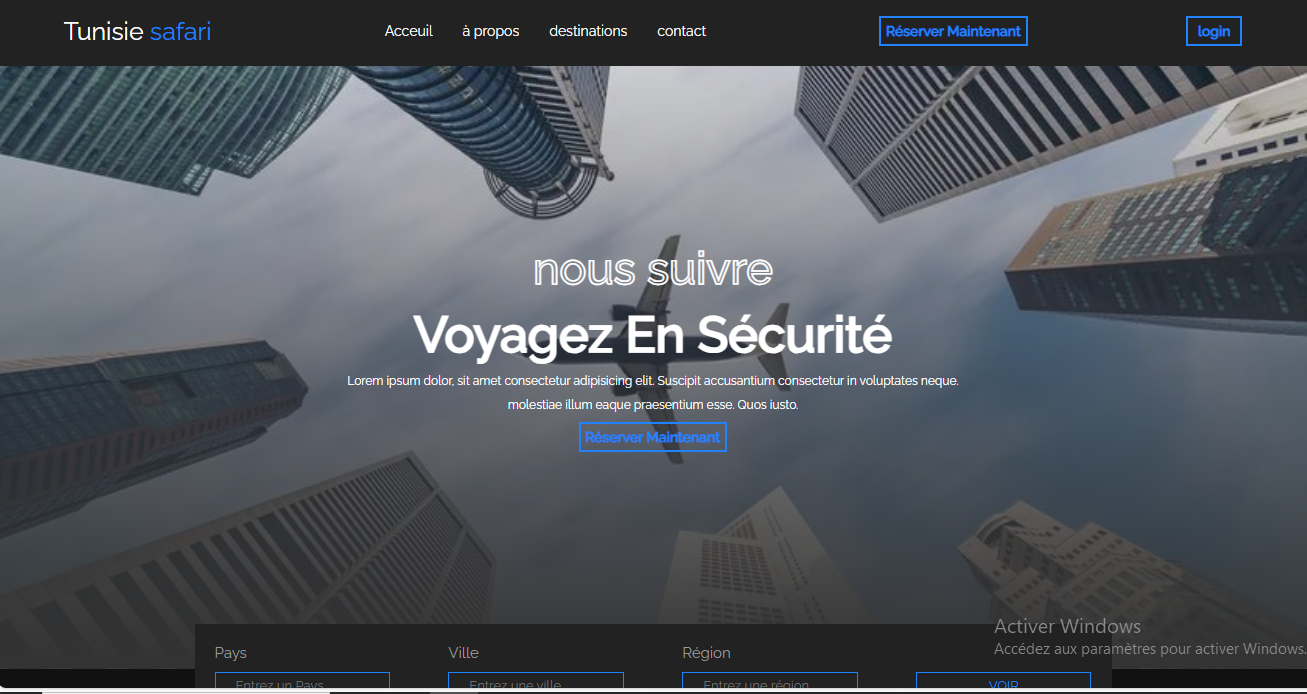 Tunisie safari
Acceuil à propos destinations contact
Réserver Maintenant
login
nous suivre
Voyagez En Sécurité
Lorem ipsum dolor, sit amet consectetur adipisicing elit. Suscipit accusantium consectetur in voluptates neque.
molestiae illum eaque praesentium esse. Quos iusto.
Réserver Maintenant
Activer Windows
Accédez aux paramètres pour activer Windows.
Pays Ville Région
Entrez un Pays Entrez une ville Entrez une région VOIR